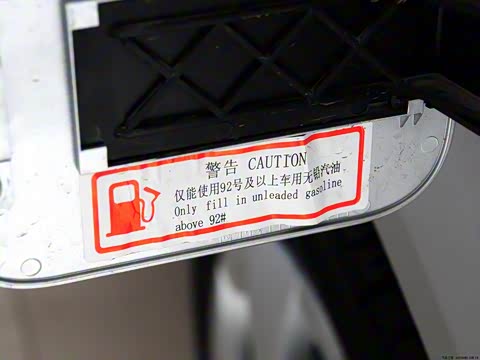 警告 CAUTION
仅能使用92号及以上车用无铅汽油
Only fill in unleaded gasoline
above 92#